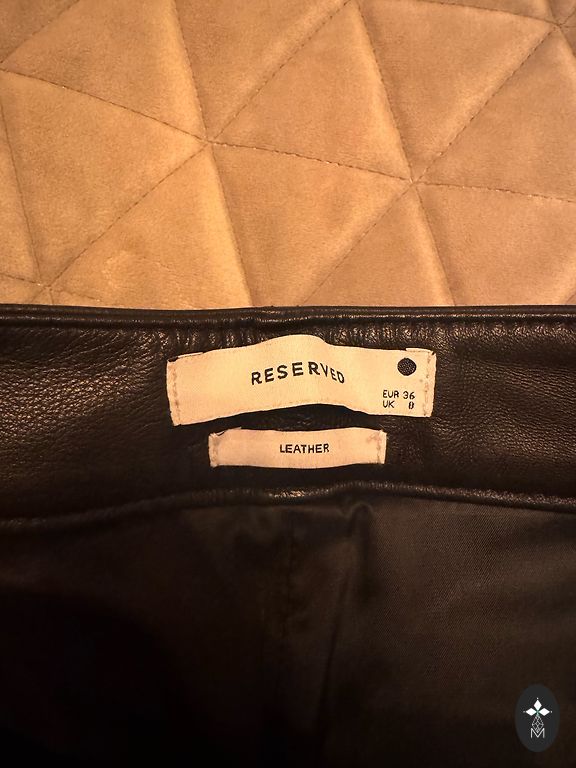 RESERVED
EUR 36
UK 8
LEATHER
M